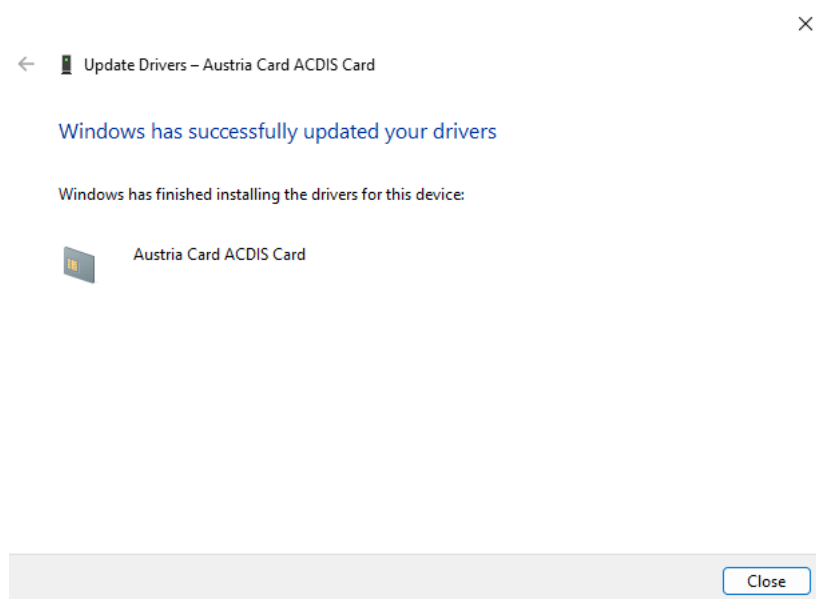 Update Drivers – Austria Card ACDIS Card
Windows has successfully updated your drivers
Windows has finished installing the drivers for this device:
Austria Card ACDIS Card
Close